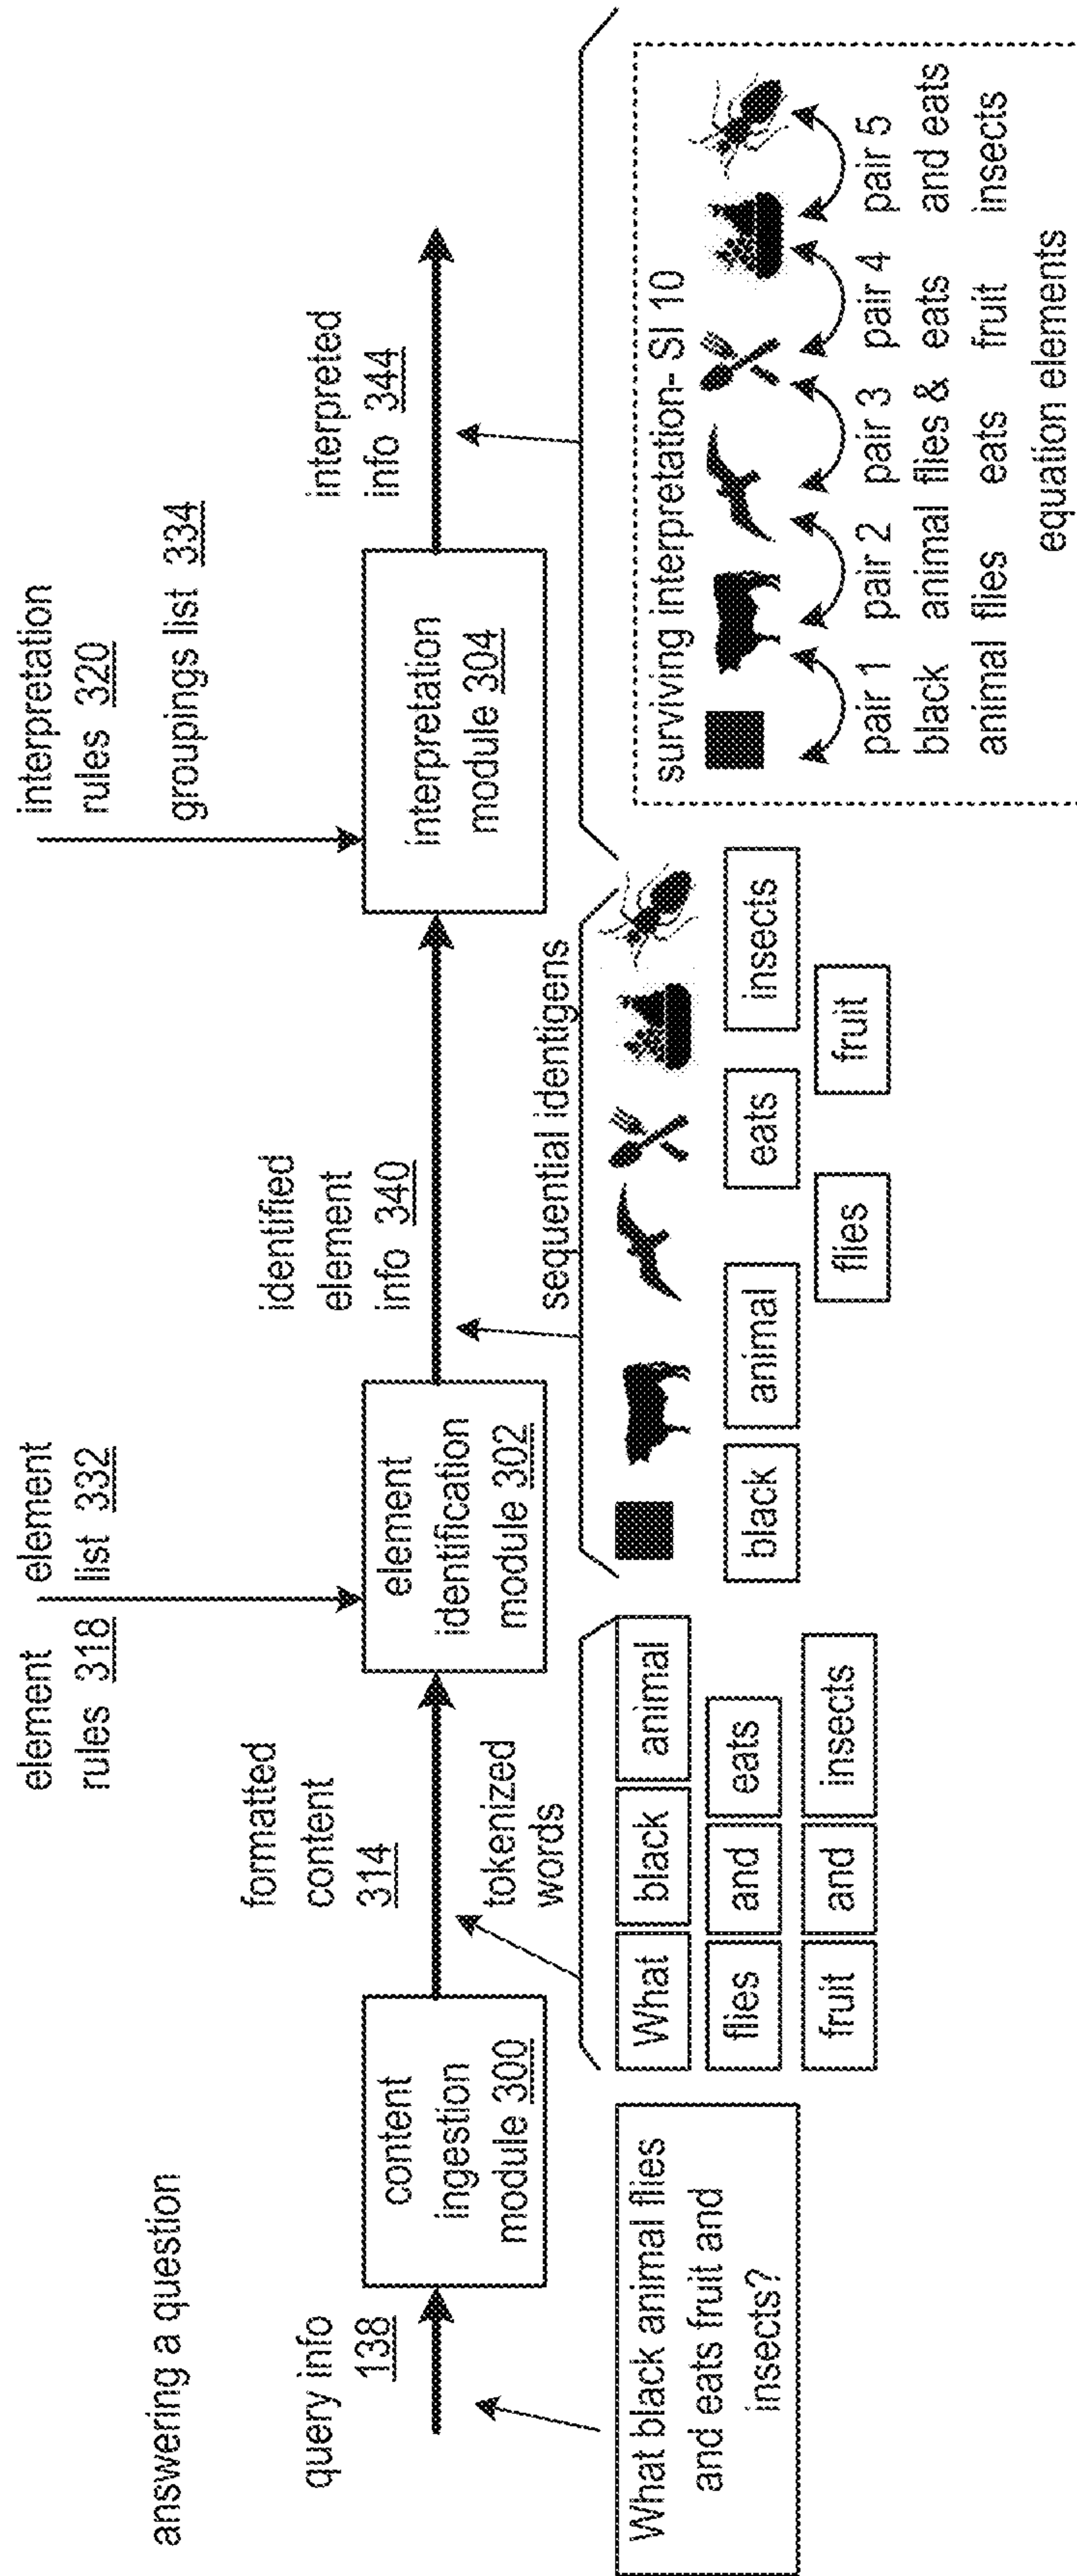 answering a question
query info
138
What black animal flies
and eats fruit and
insects?
content
ingestion
module 300
formatted
content
314
tokenized
words
What black animal
flies and eats
fruit and insects
element
rules 318
element
list 332
element
identification
module 302
identified
element
info 340
sequential identigens
black animal eats insects
flies fruit
interpretation
rules 320
groupings list 334
interpretation
module 304
interpreted
info 344
surviving interpretation- SI 10
pair 1 pair 2 pair 3 pair 4 pair 5
black animal flies & eats and eats
animal flies eats fruit insects
equation elements